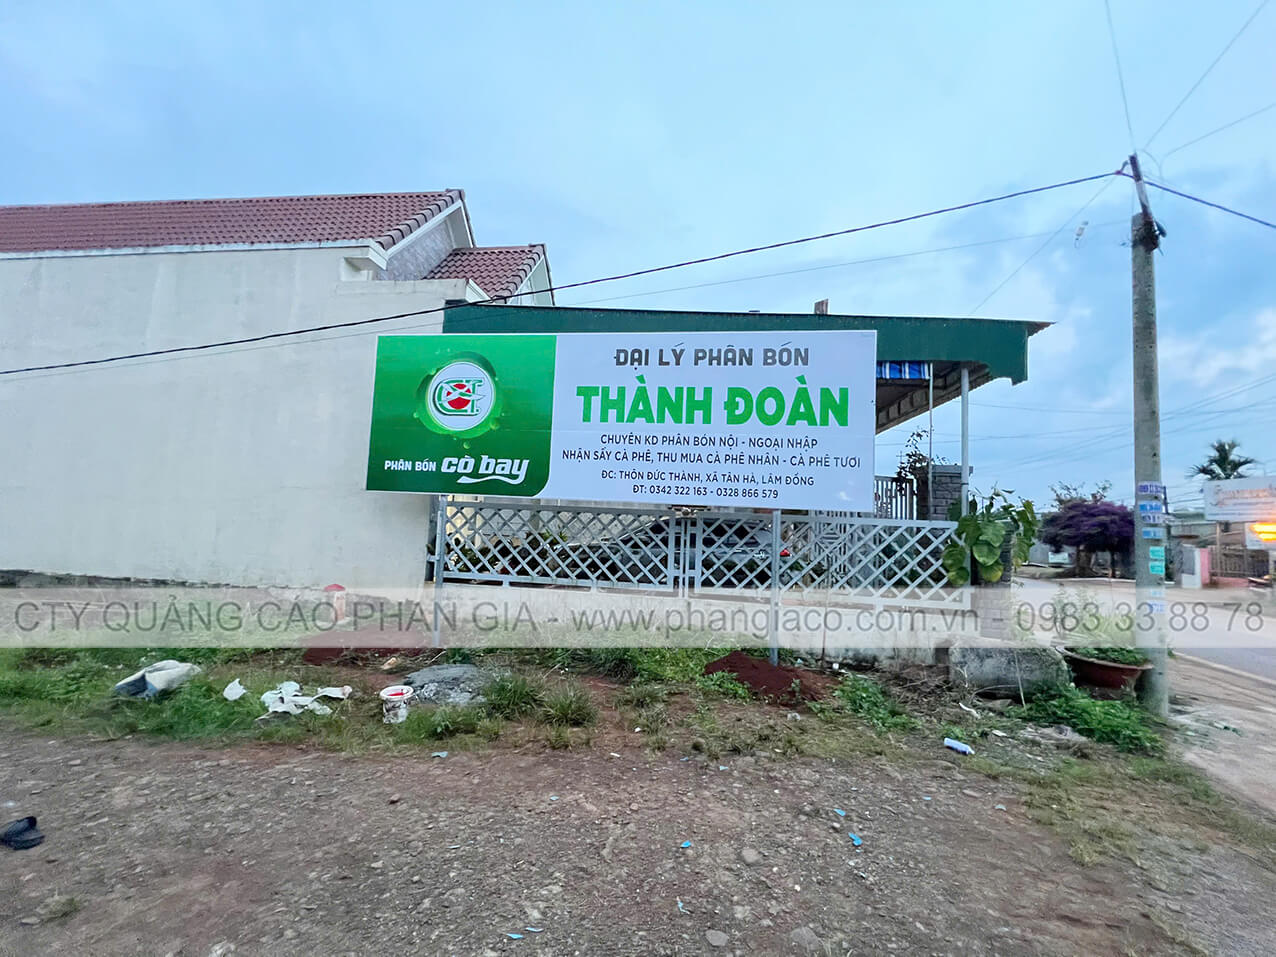 ĐẠI LÝ PHÂN BÓN
THÀNH ĐOÀN
CHUYÊN KD PHÂN BÓN NỘI - NGOẠI NHẬP
NHẬN SẤY CÀ PHÊ, THU MUA CÀ PHÊ NHÂN - CÀ PHÊ TƯƠI
ĐC: THÔN ĐỨC THÀNH, XÃ TÂN HÀ, LÂM ĐỒNG
ĐT: 0342 322 163 - 0328 866 579
PHÂN BÓN cò bay
CTY QUẢNG CÁO PHAN GIA - www.phangiaco.com.vn - 0983 33 88 78